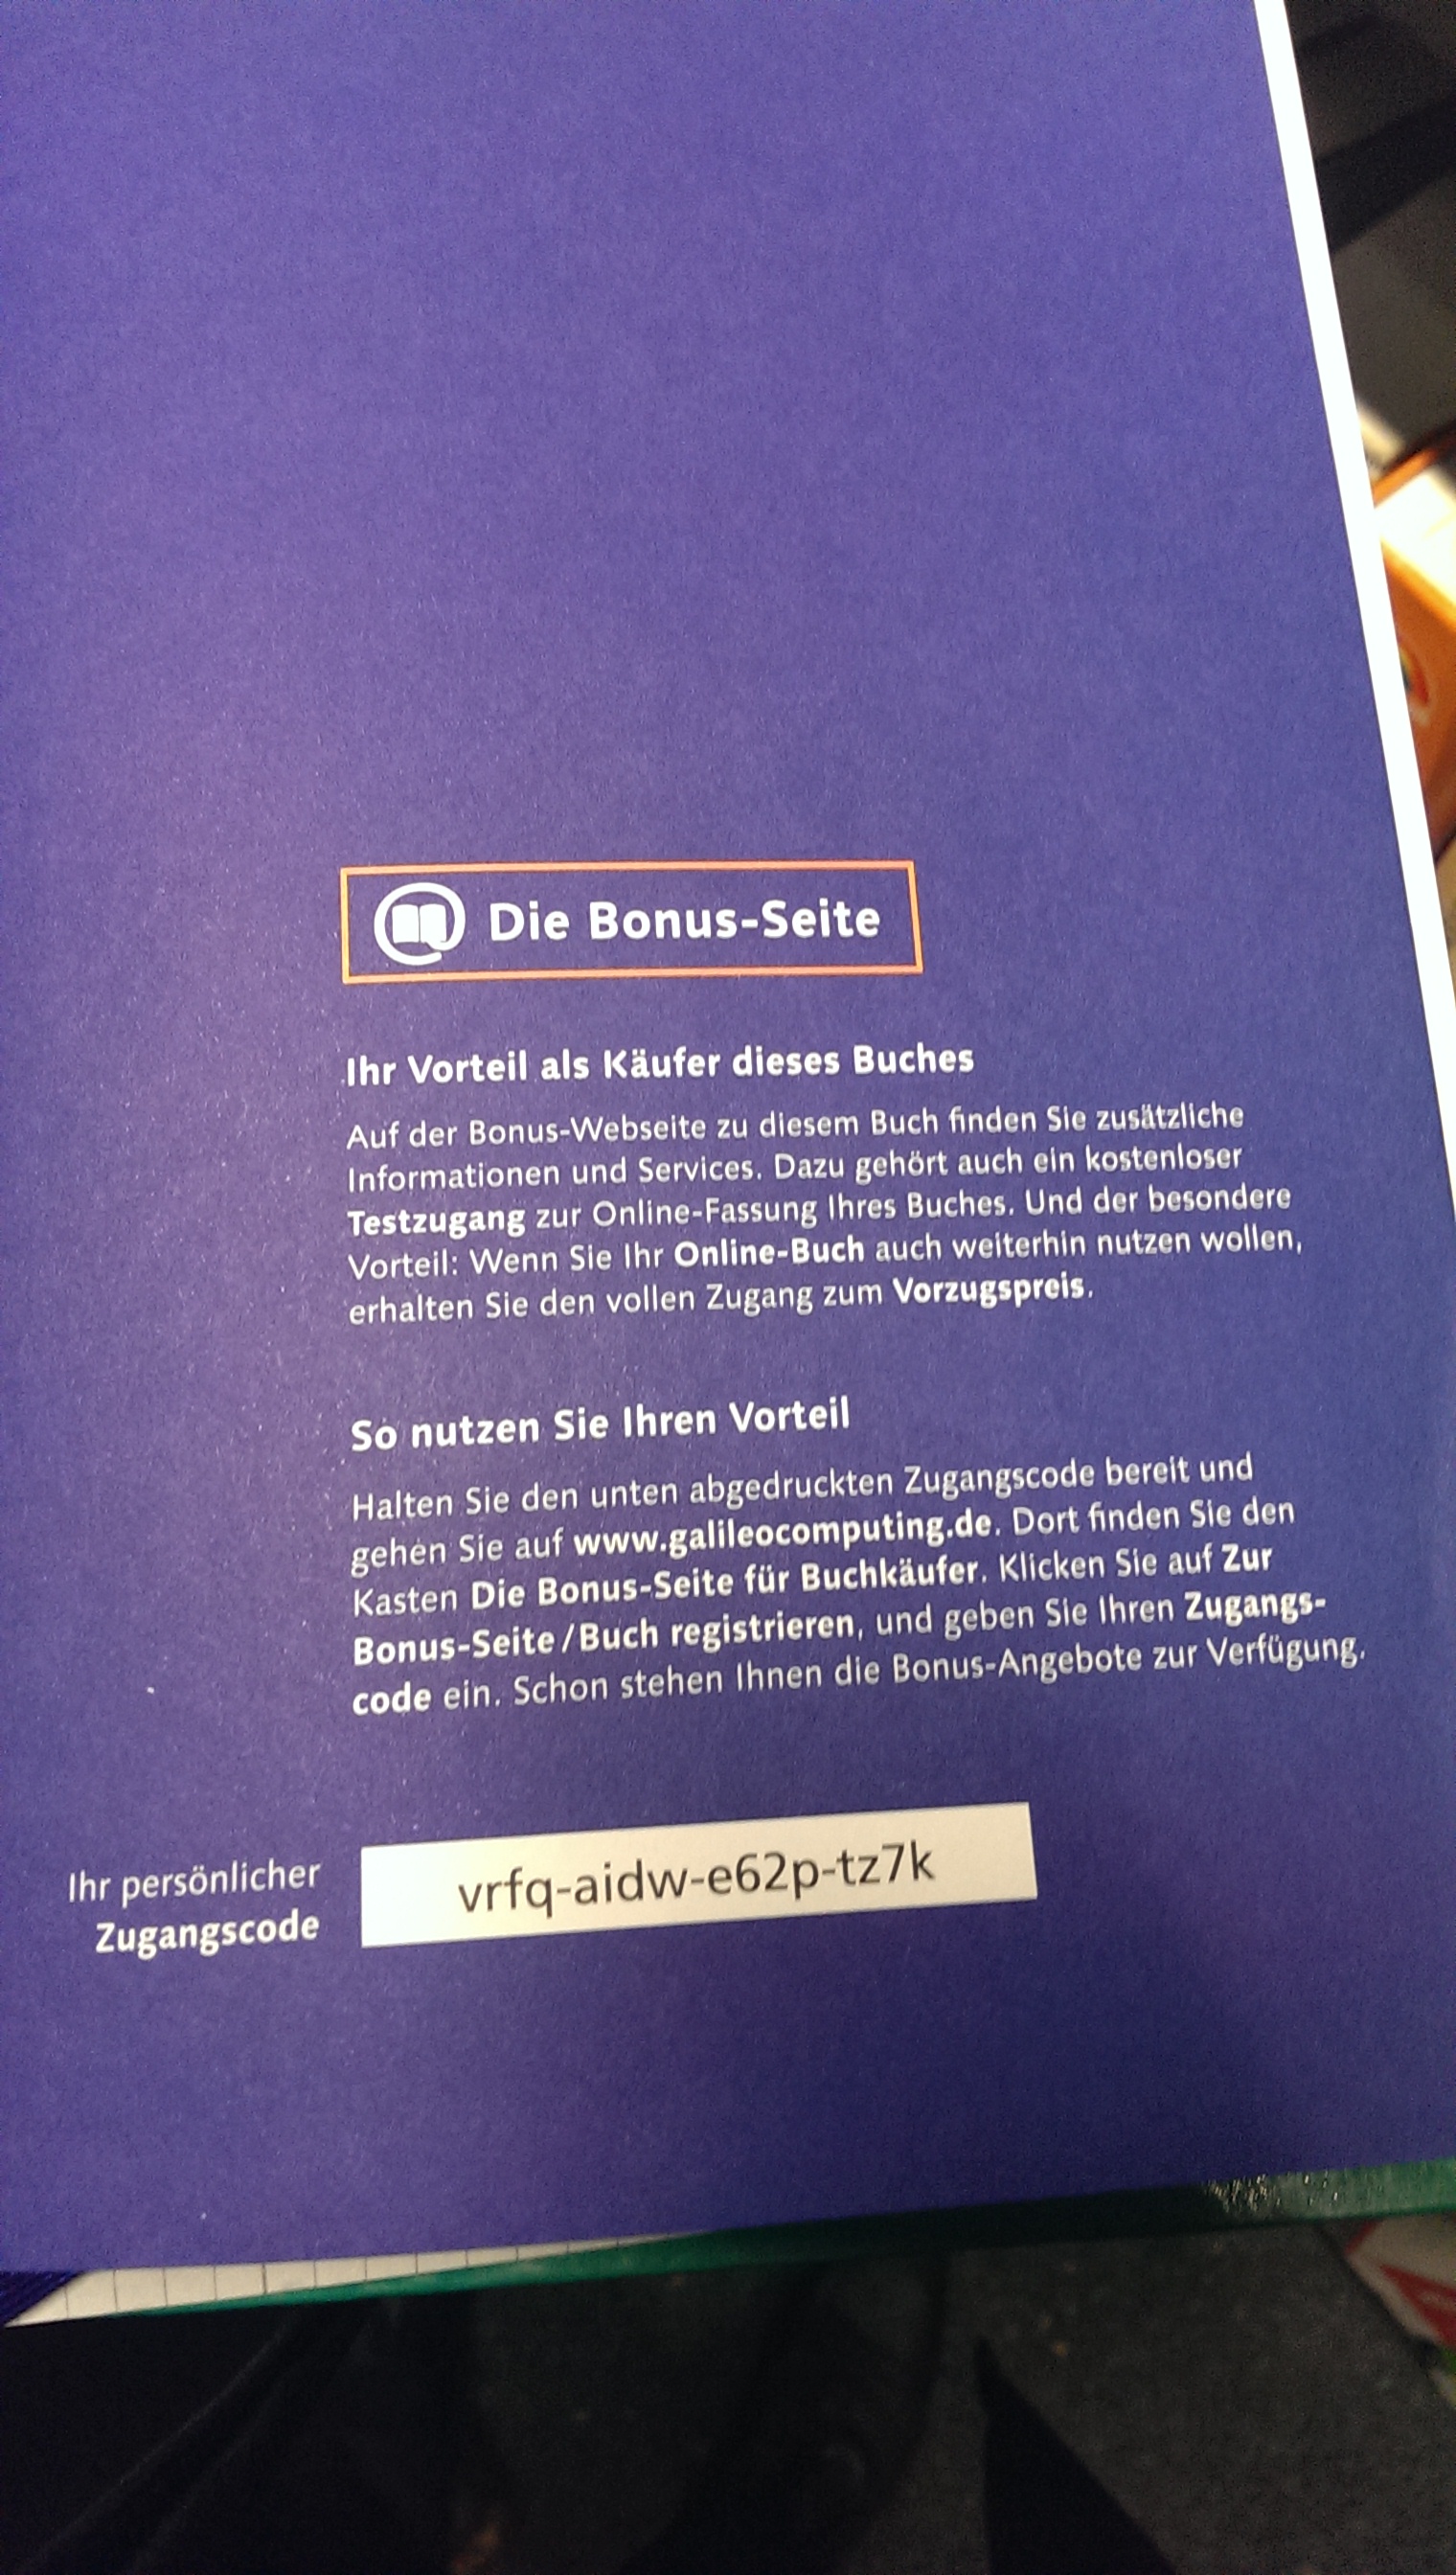 Die Bonus-Seite
Ihr Vorteil als Käufer dieses Buches
Auf der Bonus-Webseite zu diesem Buch finden Sie zusätzliche
Informationen und Services. Dazu gehört auch ein kostenloser
Testzugang zur Online-Fassung Ihres Buches. Und der besondere
Vorteil: Wenn Sie Ihr Online-Buch auch weiterhin nutzen wollen,
erhalten Sie den vollen Zugang zum Vorzugspreis.
So nutzen Sie Ihren Vorteil
Halten Sie den unten abgedruckten Zugangscode bereit und
gehen Sie auf www.galileocomputing.de. Dort finden Sie den
Kasten Die Bonus-Seite für Buchkäufer. Klicken Sie auf Zur
Bonus-Seite / Buch registrieren, und geben Sie Ihren Zugangs-
code ein. Schon stehen Ihnen die Bonus-Angebote zur Verfügung.
Ihr persönlicher
Zugangscode
vrfq-aidw-e62p-tz7k